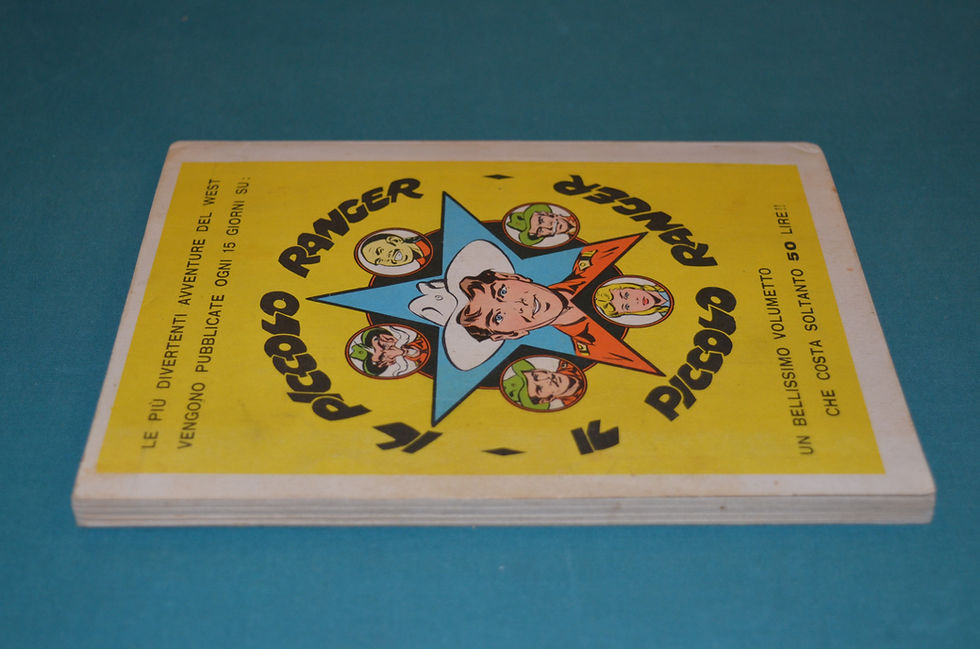 LE PIÙ DIVERTENTI AVVENTURE DEL WEST
VENGONO PUBBLICATE OGNI 15 GIORNI SU:
IL PICCOLO RANGER
IL PICCOLO RANGER
UN BELLISSIMO VOLUMETTO
CHE COSTA SOLTANTO 50 LIRE!!